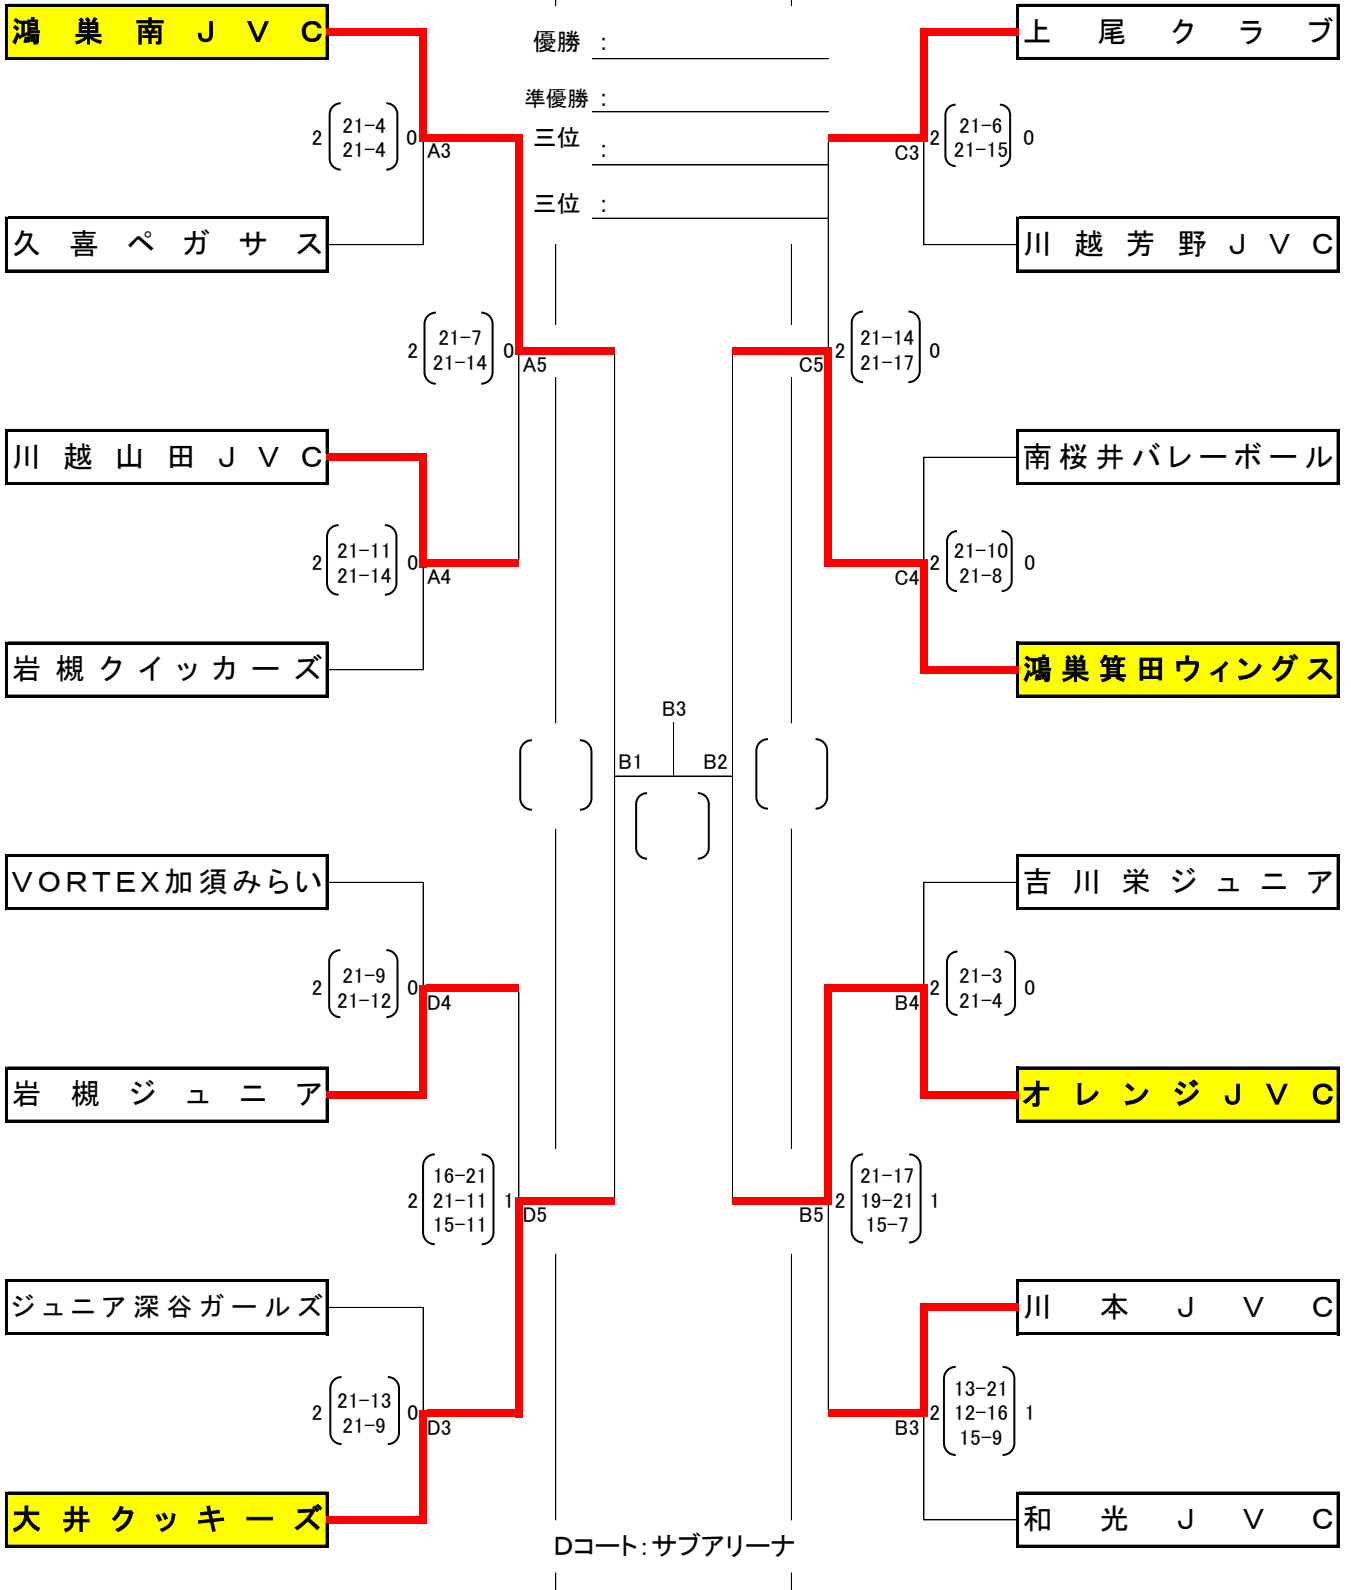 鴻巣南ＪＶＣ
優勝 ：
上尾クラブ
準優勝 ：
2 21-4 0
21-4
A3
三位 ：
C3
2 21-6 0
21-15
三位 ：
久喜ペガサス
川越芳野ＪＶＣ
2 21-7 0
21-14
A5
C5
2 21-14 0
21-17
川越山田ＪＶＣ
南桜井バレーボール
2 21-11 0
21-14
A4
C4
2 21-10 0
21-8
岩槻クイッカーズ
鴻巣箕田ウィングス
B3
B1
B2
ＶＯＲＴＥＸ加須みらい
吉川栄ジュニア
2 21-9 0
21-12
D4
B4
2 21-3 0
21-4
岩槻ジュニア
オレンジＪＶＣ
16-21
2 21-11 1
15-11
D5
B5
21-17
2 19-21 1
15-7
ジュニア深谷ガールズ
川本ＪＶＣ
2 21-13 0
21-9
D3
B3
13-21
2 12-16 1
15-9
大井クッキーズ
和光ＪＶＣ
Ｄコート：サブアリーナ